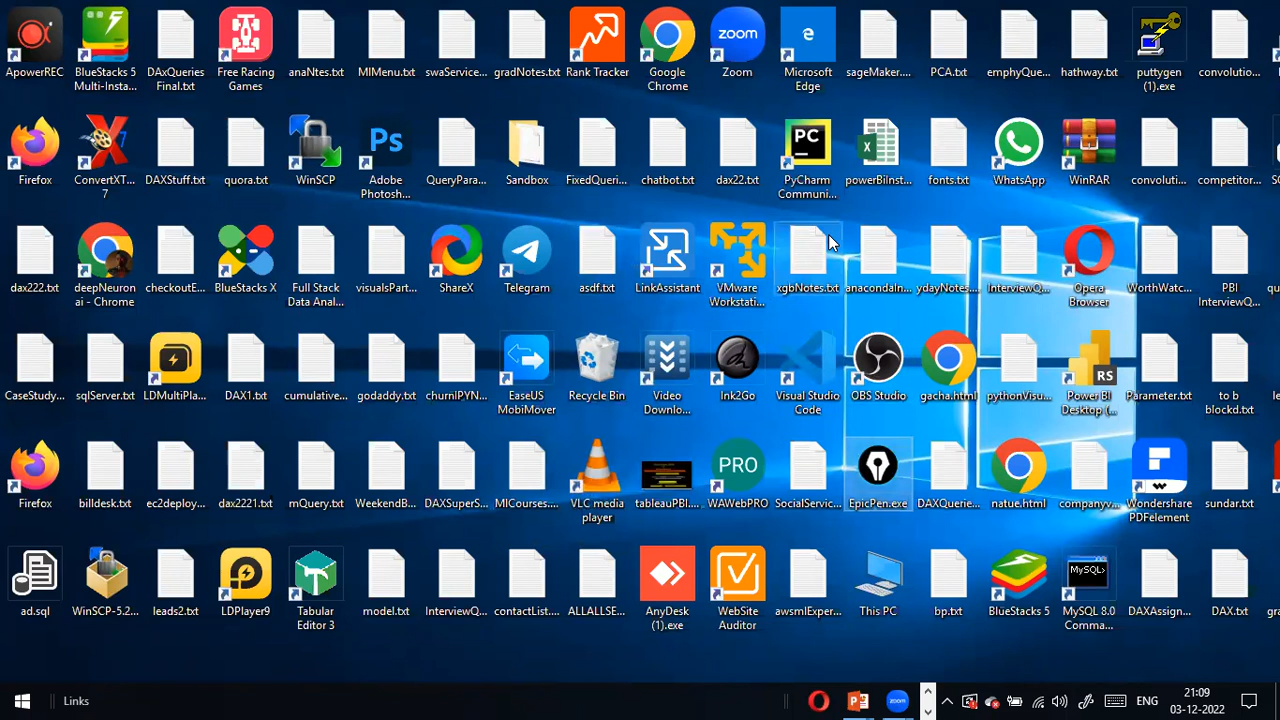 ApowerREC
BlueStacks 5
Multi-Insta...
DAxQueries
Final.txt
Free Racing
Games
anaNtes.txt
MIMenu.txt
swaService...
gradNotes.txt
Rank Tracker
Google
Chrome
zoom
Zoom
Microsoft
Edge
sageMaker....
PCA.txt
emphyQue...
hathway.txt
puttygen
(1).exe
convolutio...
Firefox
ConvertXT...
7
DAXStuff.txt
quora.txt
WinSCP
Ps
Adobe
Photosh...
QueryPara...
Sandbox
FixedQueri...
chatbot.txt
dax22.txt
PC
PyCharm
Communi...
powerBiInst...
fonts.txt
WhatsApp
WinRAR
convoluti...
competitor...
dax222.txt
deepNeuron
ai - Chrome
checkoutE...
BlueStacks X
Full Stack
Data Anal...
visualsPart...
ShareX
Telegram
asdf.txt
LinkAssistant
VMware
Workstati...
xgbNotes.txt
anacondaIn...
ydayNotes...
InterviewQ...
Opera
Browser
WorthWatc...
PBI
InterviewQ...
CaseStudy...
sqlServer.txt
LDMultiPla...
DAX1.txt
cumulative...
godaddy.txt
churnIPYN...
EaseUS
MobiMover
Recycle Bin
Video
Downlo...
Ink2Go
Visual Studio
Code
OBS Studio
gacha.html
pythonVisu...
RS
Power BI
Desktop (...
Parameter.txt
to b
blockd.txt
Firefox
billdesk.txt
ec2deploy...
dax2221.txt
mQuery.txt
WeekendB...
DAXSuperS...
MICourses...
VLC media
player
tableauPBI....
PRO
WAWebPRO
SocialServic...
EpicPen.exe
DAXQuerie...
natue.html
companyv...
Wondershare
PDFelement
sundar.txt
ad.sql
WinSCP-5.2...
leads2.txt
LDPlayer9
Tabular
Editor 3
model.txt
InterviewQ...
contactList...
ALLALLSE...
AnyDesk
(1).exe
WebSite
Auditor
awsmlExper...
This PC
bp.txt
BlueStacks 5
MySQL>
MySQL 8.0
Comma...
DAXAssign...
DAX.txt
Links
zoom
ENG
21:09
03-12-2022